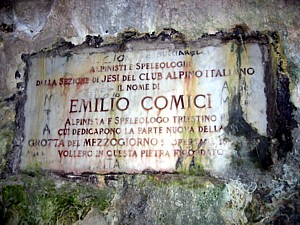 ALPINISTI E SPELEOLOGI
DELLA SEZIONE DI JESI DEL CLUB ALPINO ITALIANO
IL NOME DI
EMILIO COMICI
ALPINISTA E SPELEOLOGO TRIESTINO
CUI DEDICARONO LA PARTE NUOVA DELLA
GROTTA DEL MEZZOGIORNO
VOLLERO IN QUESTA PIETRA RICORDATO